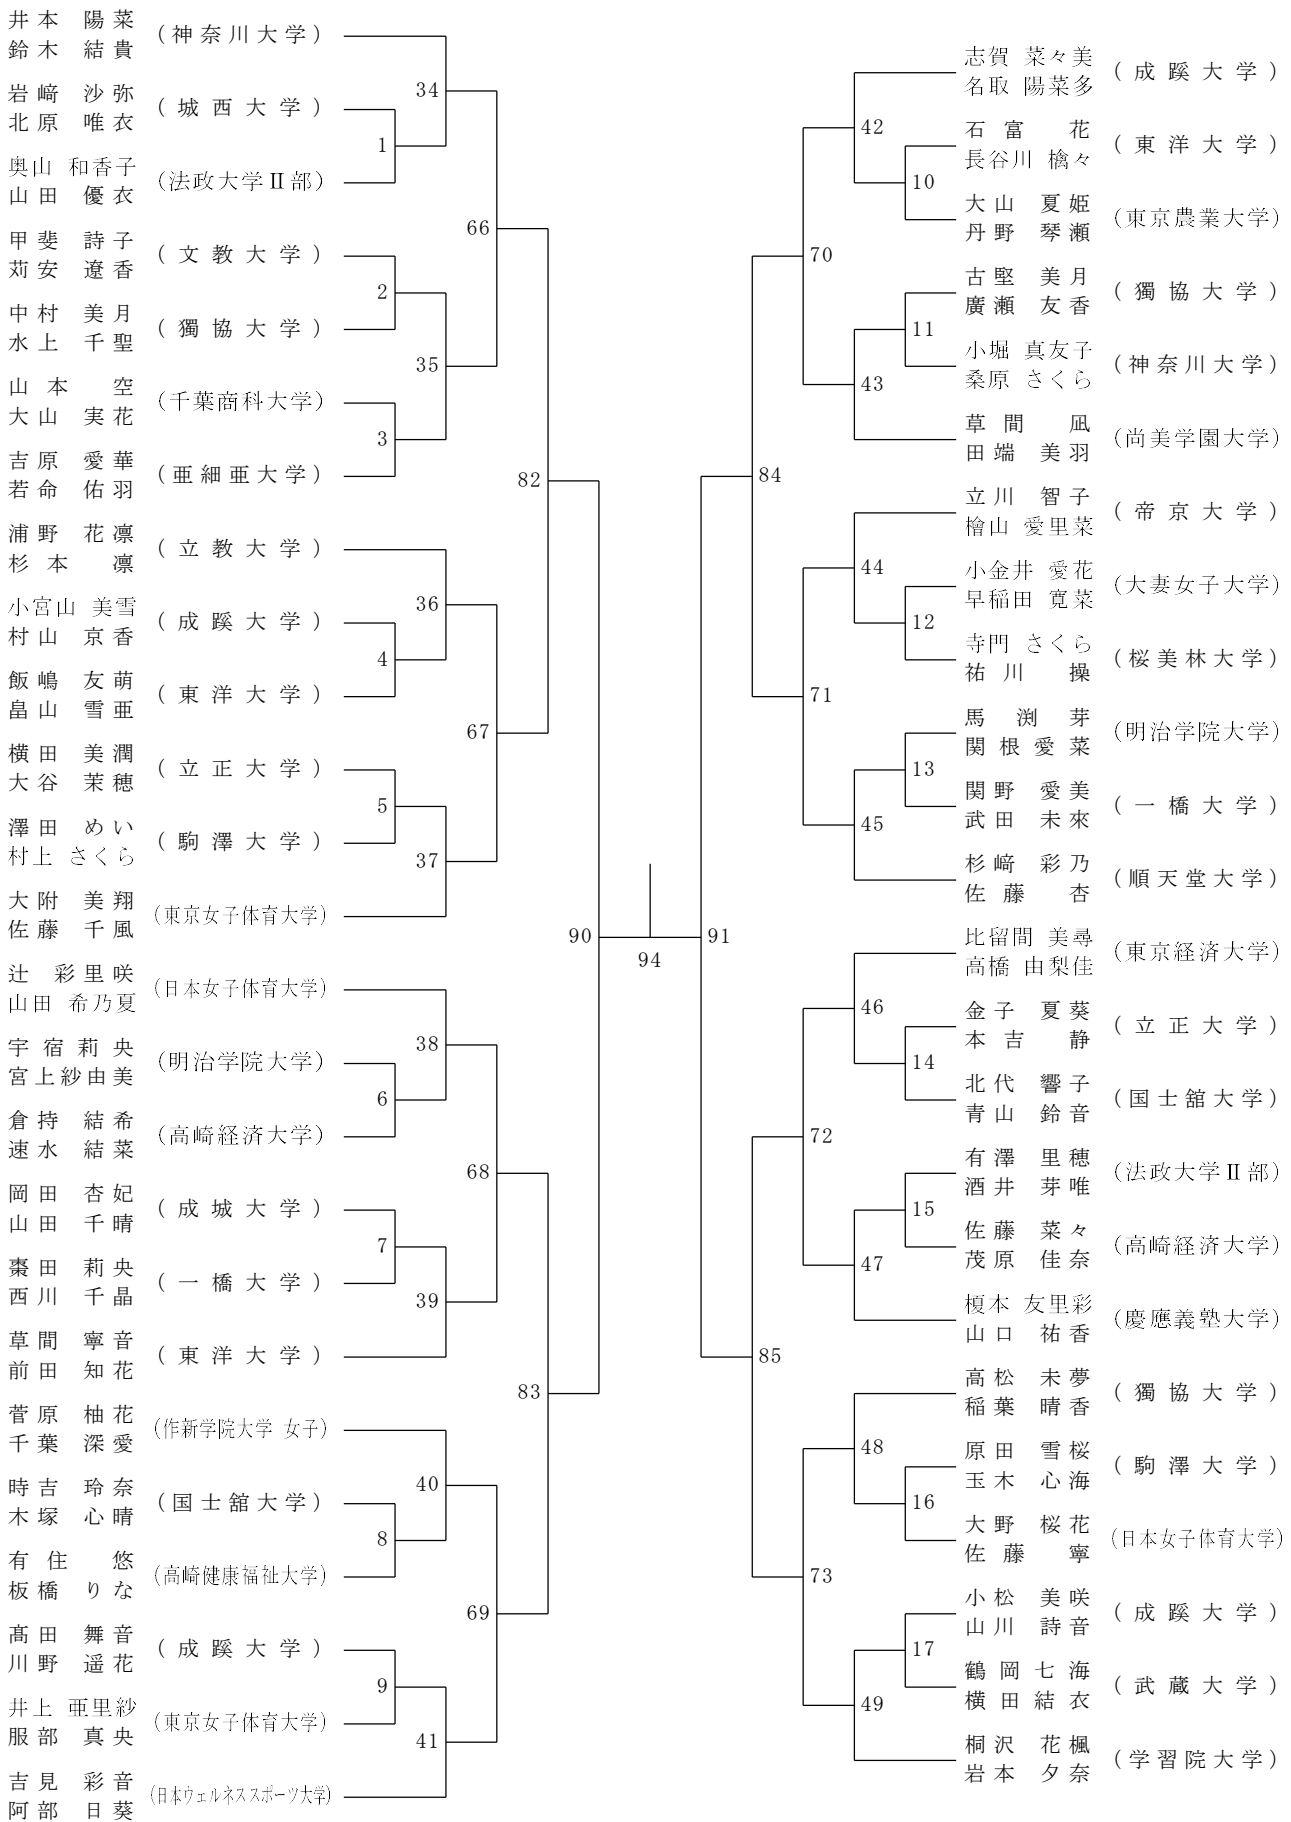 井本 陽菜
鈴木 結貴
(神奈川大学)
岩﨑 沙弥
北原 唯衣
(城西大学)
奥山 和香子
山田 優衣
(法政大学Ⅱ部)
甲斐 詩子
苅安 遼香
(文教大学)
中村 美月
水上 千聖
(獨協大学)
山本 空
大山 実花
(千葉商科大学)
吉原 愛華
若命 佑羽
(亜細亜大学)
浦野 花凛
杉本 凛
(立教大学)
小宮山 美雪
村山 京香
(成蹊大学)
飯嶋 友萌
畠山 雪亜
(東洋大学)
横田 美潤
大谷 茉穂
(立正大学)
澤田 めい
村上 さくら
(駒澤大学)
大附 美翔
佐藤 千風
(東京女子体育大学)
辻 彩里咲
山田 希乃夏
(日本女子体育大学)
宇宿莉央
宮上紗由美
(明治学院大学)
倉持 結希
速水 結菜
(高崎経済大学)
岡田 杏妃
山田 千晴
(成城大学)
棗田 莉央
西川 千晶
(一橋大学)
草間 寧音
前田 知花
(東洋大学)
菅原 柚花
千葉 深愛
(作新学院大学 女子)
時吉 玲奈
木塚 心晴
(国士舘大学)
有住 悠
板橋 りな
(高崎健康福祉大学)
髙田 舞音
川野 遥花
(成蹊大学)
井上 亜里紗
服部 真央
(東京女子体育大学)
吉見 彩音
阿部 日葵
(日本ウェルネススポーツ大学)
1
2
3
4
5
6
7
8
9
34
35
36
37
38
39
40
41
66
67
68
69
82
83
90
94
91
84
85
70
71
72
73
42
43
44
45
46
47
48
49
10
11
12
13
14
15
16
17
志賀 菜々美
名取 陽菜多
(成蹊大学)
石富 花
長谷川 檎々
(東洋大学)
大山 夏姫
丹野 琴瀬
(東京農業大学)
古堅 美月
廣瀬 友香
(獨協大学)
小堀 真友子
桑原 さくら
(神奈川大学)
草間 凪
田端 美羽
(尚美学園大学)
立川 智子
檜山 愛里菜
(帝京大学)
小金井 愛花
早稲田 寛菜
(大妻女子大学)
寺門 さくら
祐川 操
(桜美林大学)
馬渕 芽
関根愛菜
(明治学院大学)
関野 愛美
武田 未來
(一橋大学)
杉﨑 彩乃
佐藤 杏
(順天堂大学)
比留間 美尋
高橋 由梨佳
(東京経済大学)
金子 夏葵
本吉 静
(立正大学)
北代 響子
青山 鈴音
(国士舘大学)
有澤 里穂
酒井 芽唯
(法政大学Ⅱ部)
佐藤 菜々
茂原 佳奈
(高崎経済大学)
榎本 友里彩
山口 祐香
(慶應義塾大学)
高松 未夢
稲葉 晴香
(獨協大学)
原田 雪桜
玉木 心海
(駒澤大学)
大野 桜花
佐藤 寧
(日本女子体育大学)
小松 美咲
山川 詩音
(成蹊大学)
鶴岡七海
横田結衣
(武蔵大学)
桐沢 花楓
岩本 夕奈
(学習院大学)